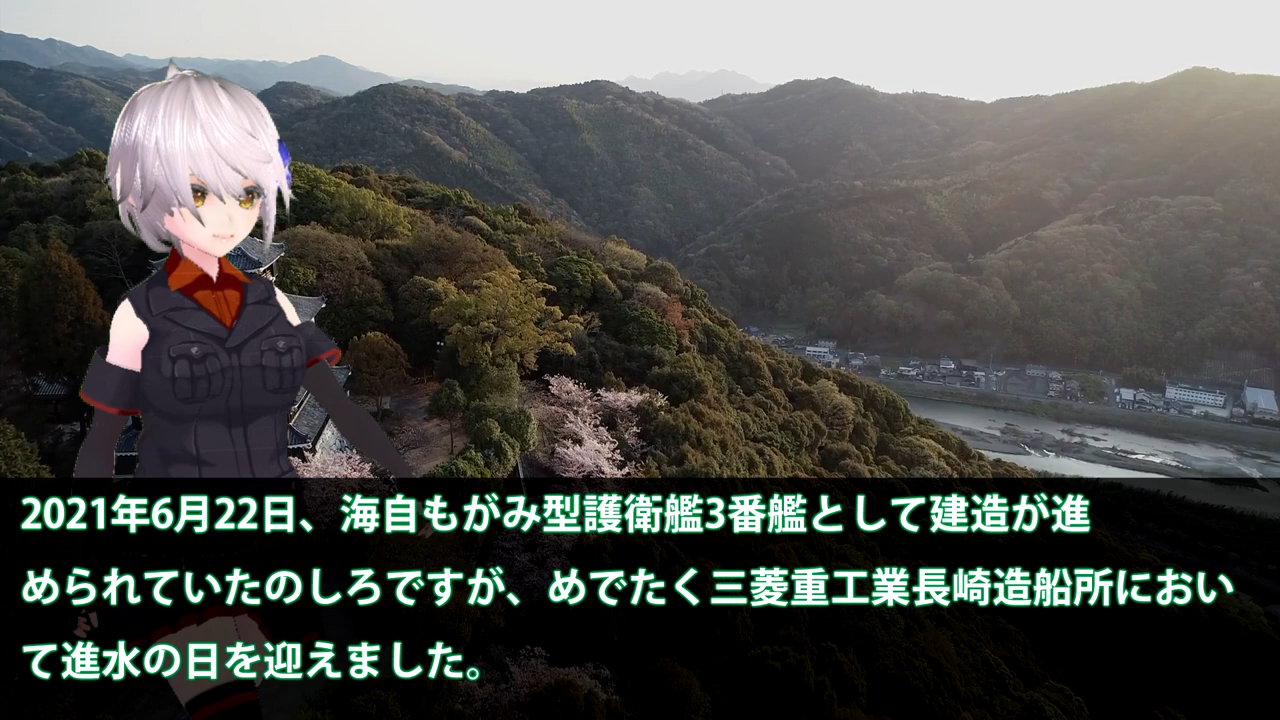 2021年6月22日、海自もがみ型護衛艦3番艦として建造が進
められていたのしろですが、めでたく三菱重工業長崎造船所におい
て進水の日を迎えました。